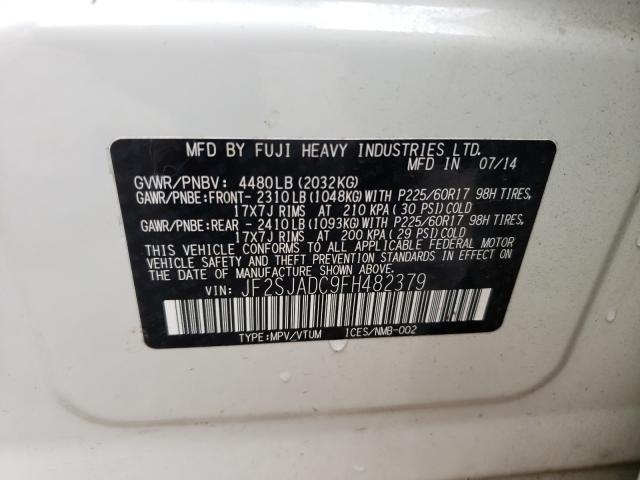 MFD BY FUJI HEAVY INDUSTRIES LTD.
MFD IN 07/14
GVWR/PNBV: 4480LB(2032KG)
GAWR/PNBE:FRONT- 2310LB(1048KG)WITH P225/60R17 98H TIRES,
17X7J RIMS AT 210 KPA(30 PSI)COLD
GAWR/PNBE:REAR - 2410LB(1093KG)WITH P225/60R17 98H TIRES,
17X7J RIMS AT 200 KPA(29 PSI)COLD
THIS VEHICLE CONFORMS TO ALL APPLICABLE FEDERAL MOTOR
VEHICLE SAFETY AND THEFT PREVENTION STANDARDS IN EFFECT ON
THE DATE OF MANUFACTURE SHOWN ABOVE.
VIN: JF2SJADC9FH482379
TYPE:MPV/VTUM ICES/NMB-002